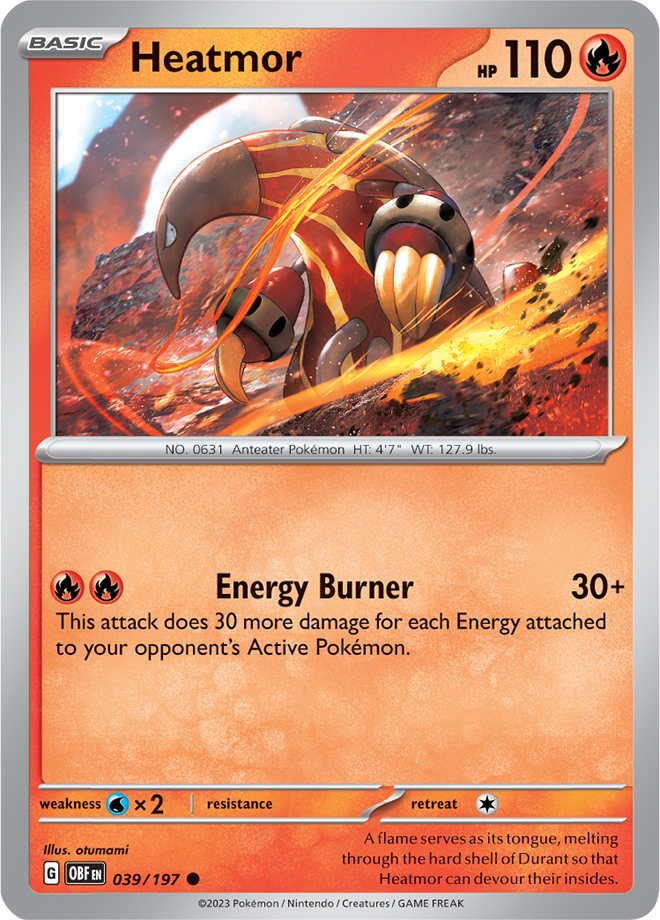 BASIC
Heatmor
HP 110
NO. 0631 Anteater Pokémon HT: 4'7" WT: 127.9 lbs.
Energy Burner 30+
This attack does 30 more damage for each Energy attached
to your opponent's Active Pokémon.
weakness ×2 resistance retreat
Illus. otumami
A flame serves as its tongue, melting
through the hard shell of Durant so that
Heatmor can devour their insides.
G OBF EN 039/197
©2023 Pokémon / Nintendo / Creatures / GAME FREAK